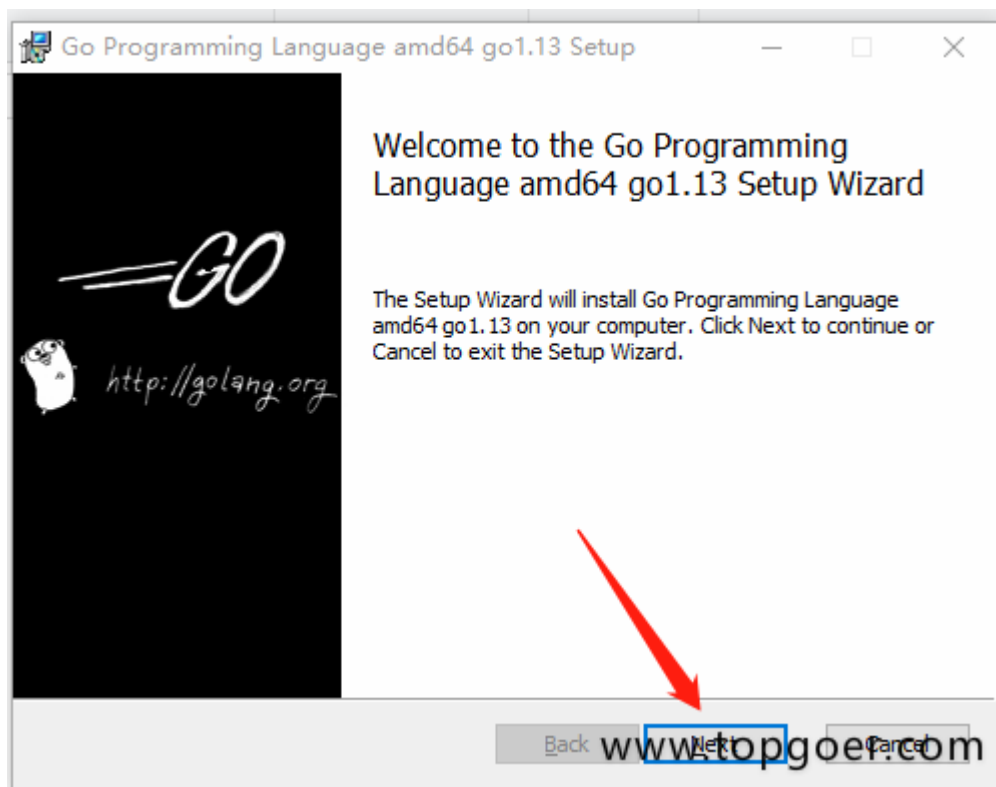 Go Programming Language amd64 go1.13 Setup
Welcome to the Go Programming
Language amd64 go1.13 Setup Wizard
GO
http://golang.org
The Setup Wizard will install Go Programming Language
amd64 go1.13 on your computer. Click Next to continue or
Cancel to exit the Setup Wizard.
Back Next Cancel
www.topgoer.com